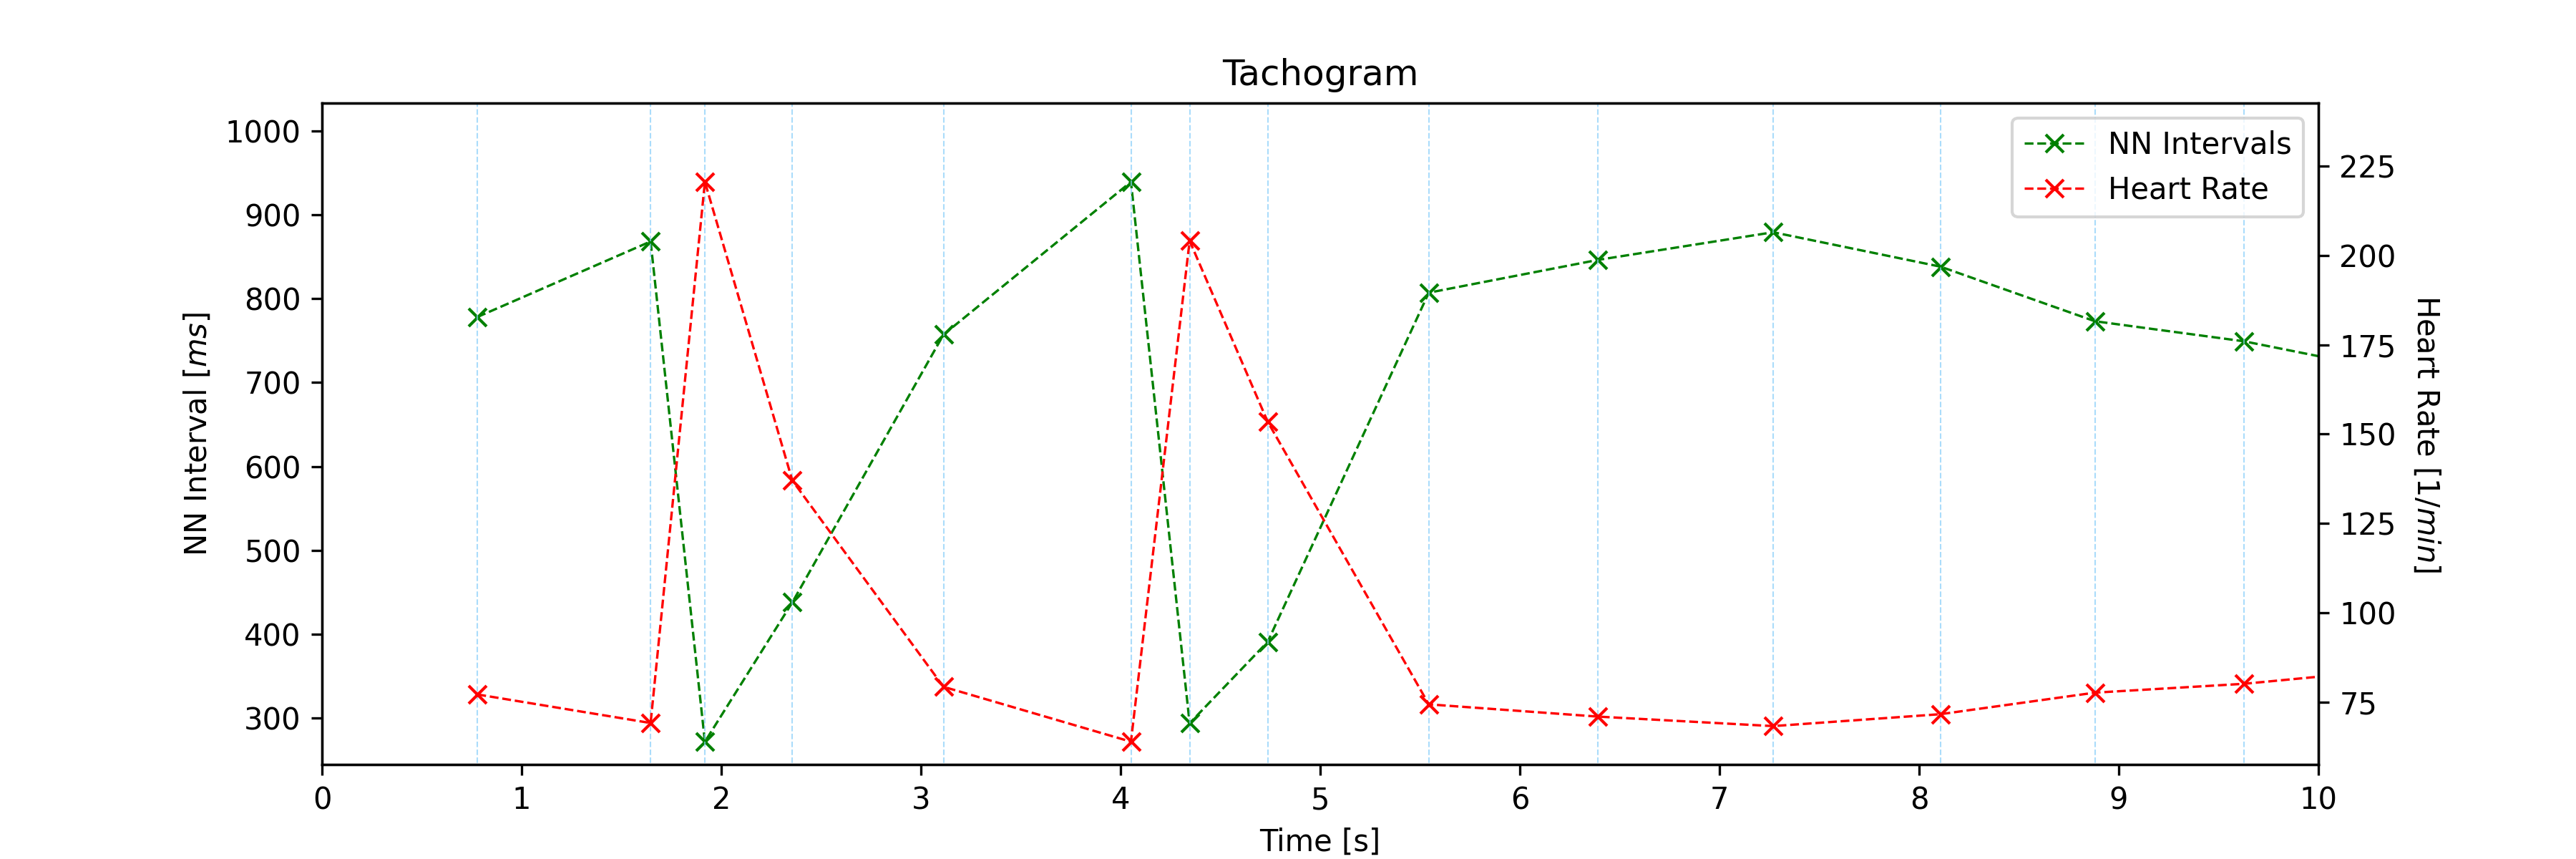 Tachogram
1000
900
800
700
600
500
400
300
NN Interval [ms]
NN Intervals
Heart Rate
225
200
175
150
125
100
75
Heart Rate [1/min]
0 1 2 3 4 5 6 7 8 9 10
Time [s]